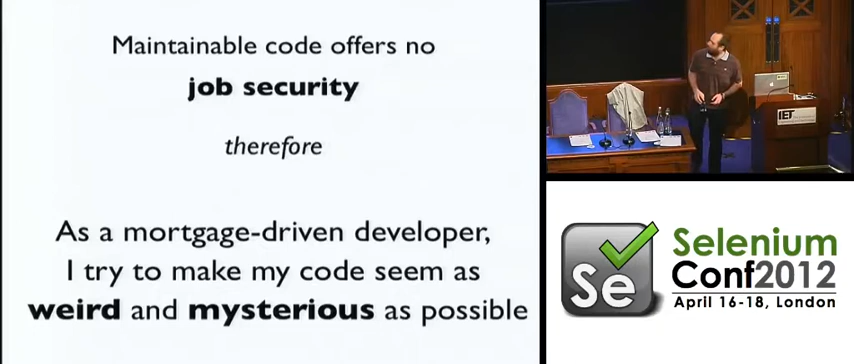 Maintainable code offers no
job security
therefore
As a mortgage-driven developer,
I try to make my code seem as
weird and mysterious as possible
IET
Se
Selenium
Conf2012
April 16-18, London